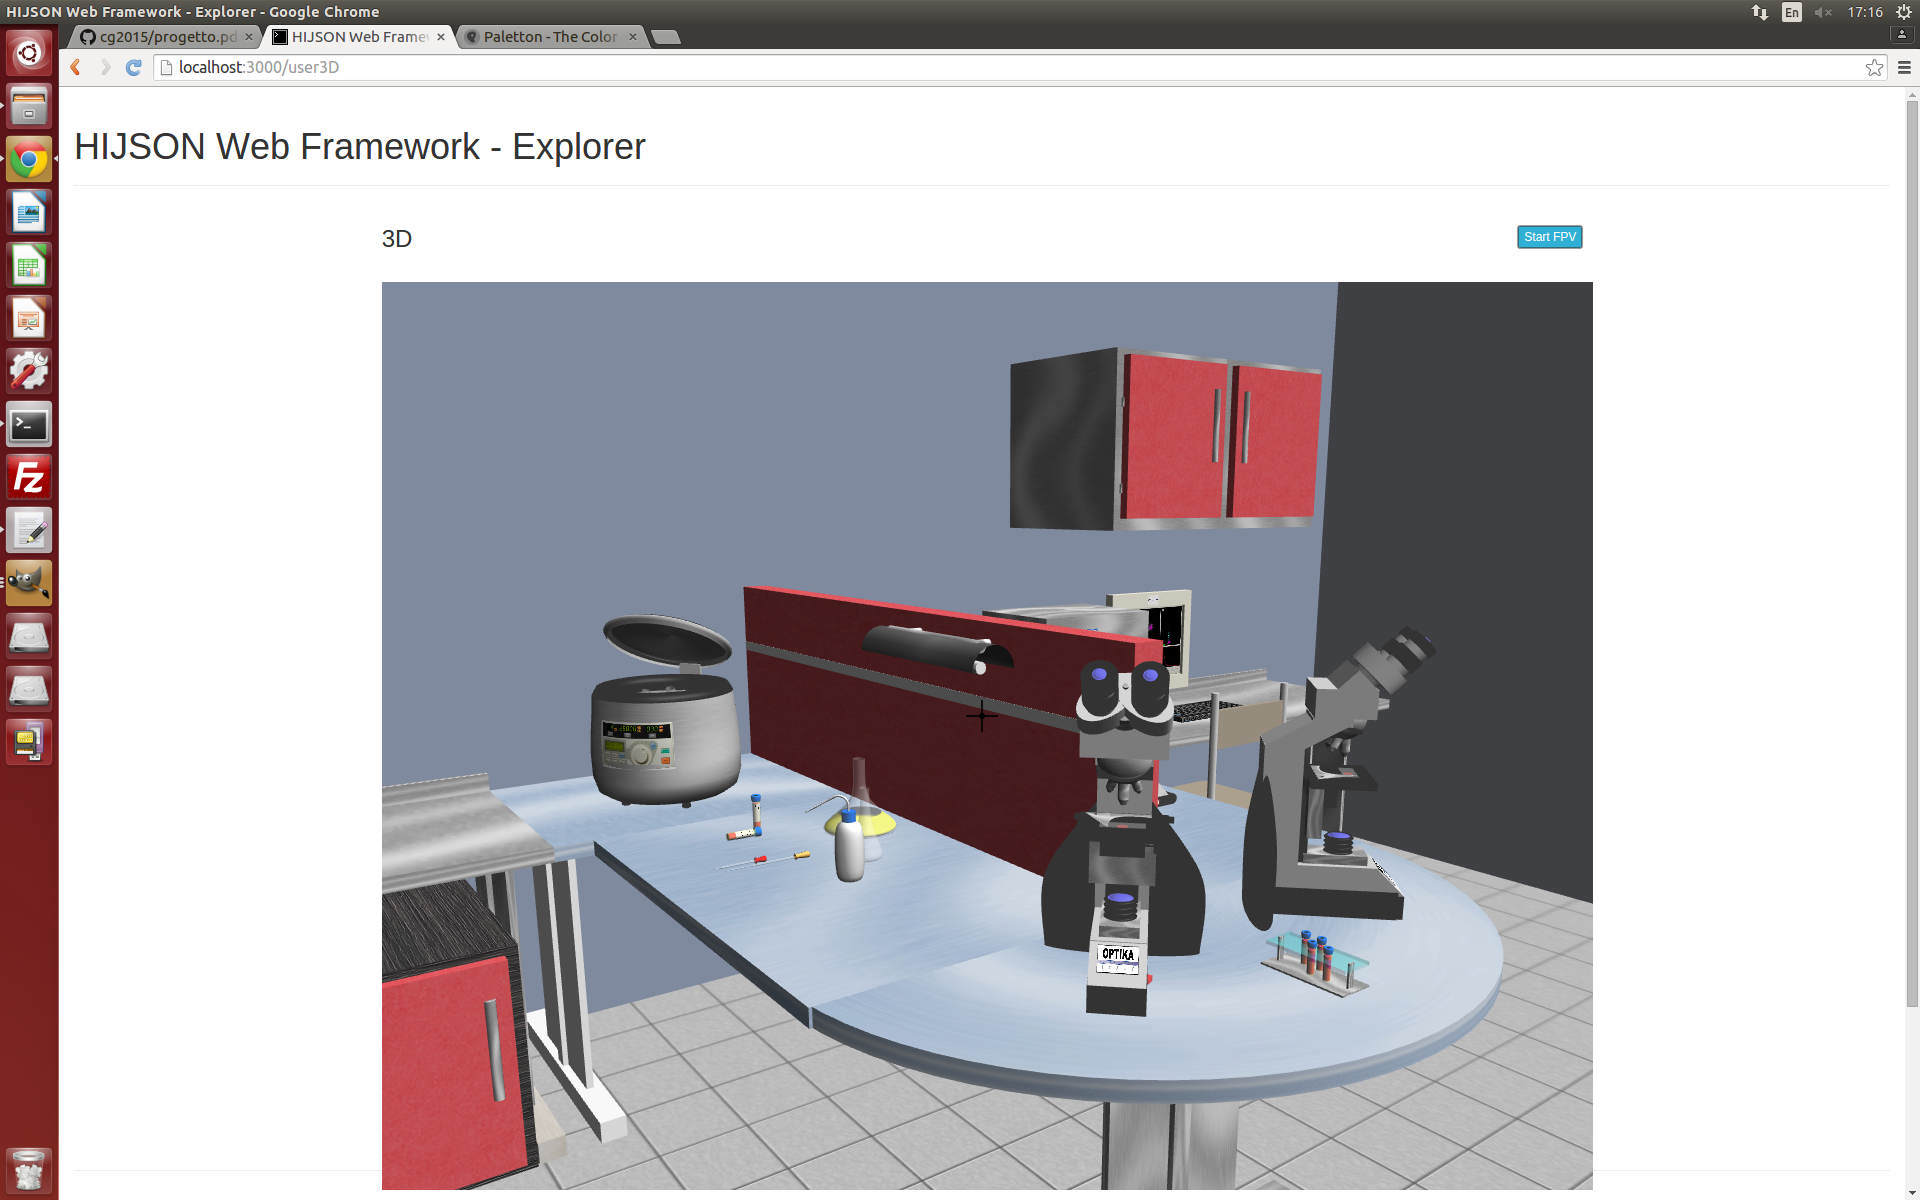 HIJSON Web Framework - Explorer - Google Chrome
En
17:16
cg2015/progetto.pd
HIJSON Web Frame
Paletton - The Color
localhost:3000/user3D
HIJSON Web Framework - Explorer
3D
Start FPV
OPTIKA